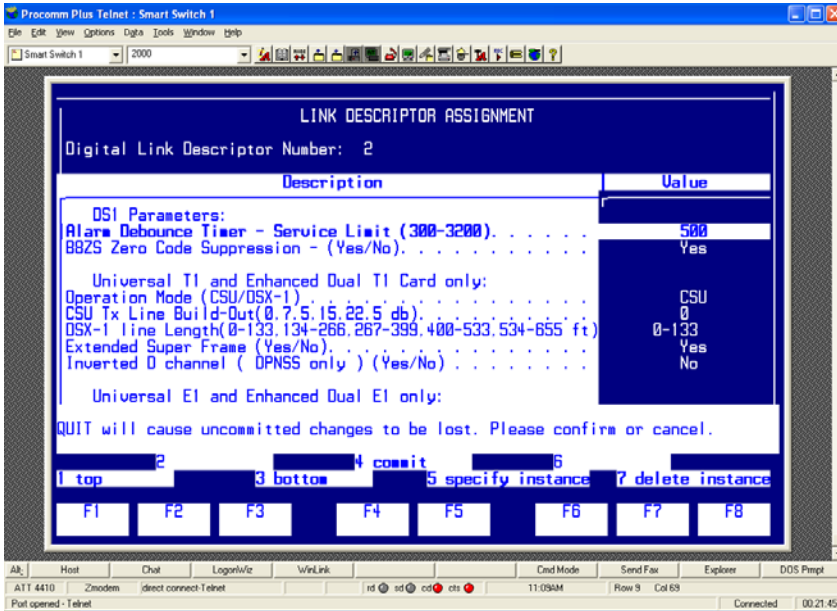 Procomm Plus Telnet : Smart Switch 1
File Edit View Options Data Tools Window Help
Smart Switch 1 2000
LINK DESCRIPTOR ASSIGNMENT
Digital Link Descriptor Number: 2
Description Value
DS1 Parameters:
Alarm Debounce Timer - Service Limit (300-3200). . . . . . 500
B8ZS Zero Code Suppression - (Yes/No). . . . . . . . . . . Yes
Universal T1 and Enhanced Dual T1 Card only:
Operation Mode (CSU/DSX-1) . . . . . . . . . . . . . . . . CSU
CSU Tx Line Build-Out(0,7.5,15,22.5 db). . . . . . . . . . 0
DSX-1 line Length(0-133,134-266,267-399,400-533,534-655 ft) 0-133
Extended Super Frame (Yes/No). . . . . . . . . . . . . . . Yes
Inverted D channel ( DPNSS only ) (Yes/No) . . . . . . . . No
Universal E1 and Enhanced Dual E1 only:
QUIT will cause uncommitted changes to be lost. Please confirm or cancel.
2 4 commit 6
1 top 3 bottom 5 specify instance 7 delete instance
F1 F2 F3 F4 F5 F6 F7 F8
Alt: Host Chat LogonWiz WinLink Cmd Mode Send Fax Explorer DOS Prmpt
ATT 4410 Zmodem direct connect-Telnet rd sd cd cts 11:09AM Row 9 Col 69
Port opened - Telnet Connected 00:21:45